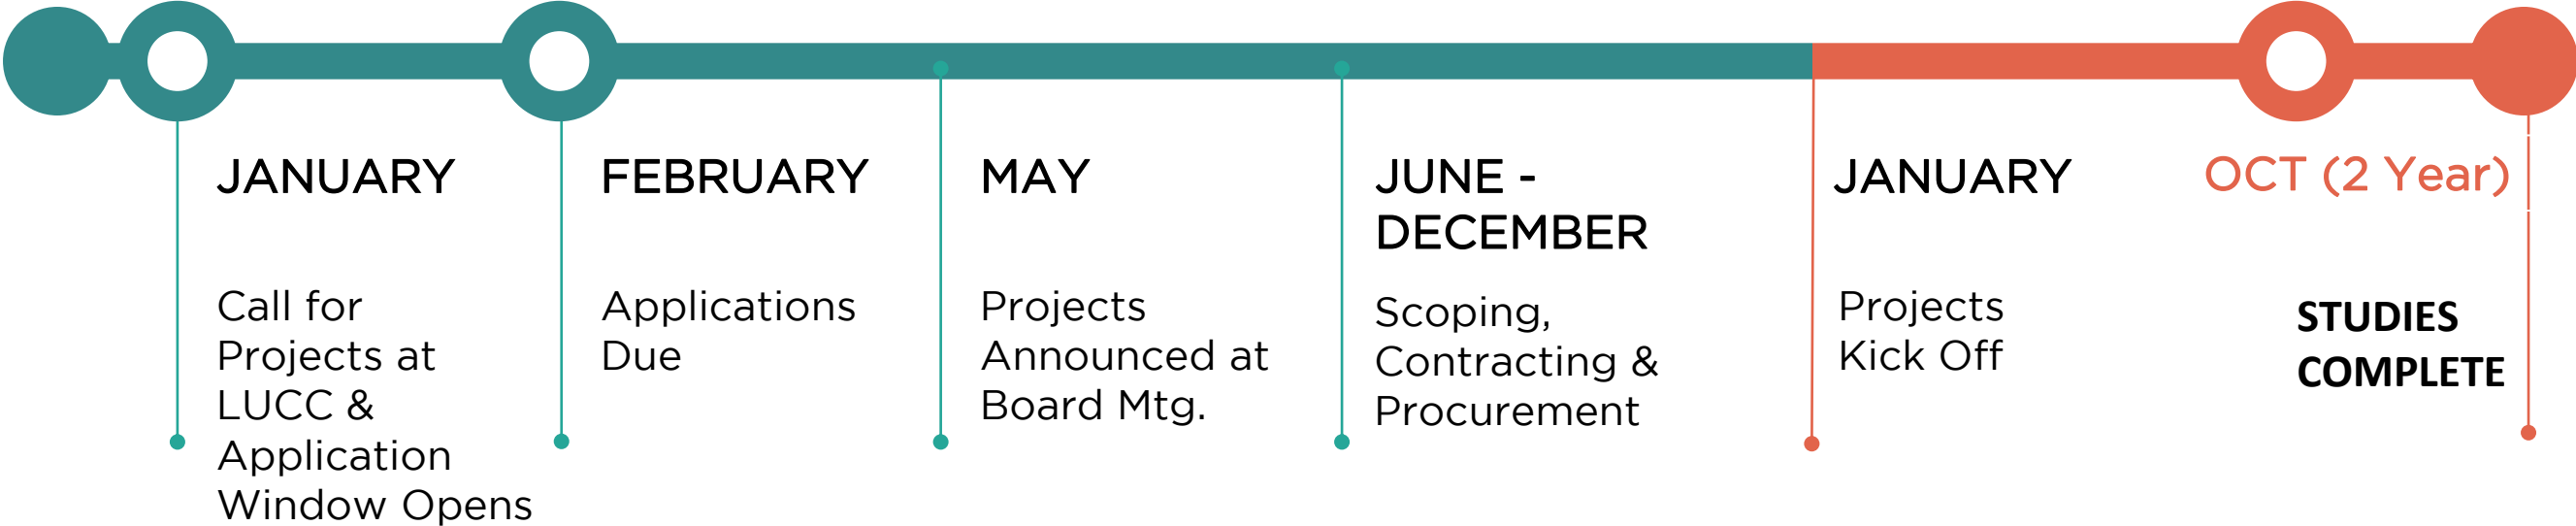 JANUARY
Call for
Projects at
LUCC &
Application
Window Opens
FEBRUARY
Applications
Due
MAY
Projects
Announced at
Board Mtg.
JUNE -
DECEMBER
Scoping,
Contracting &
Procurement
JANUARY
Projects
Kick Off
OCT (2 Year)
STUDIES
COMPLETE